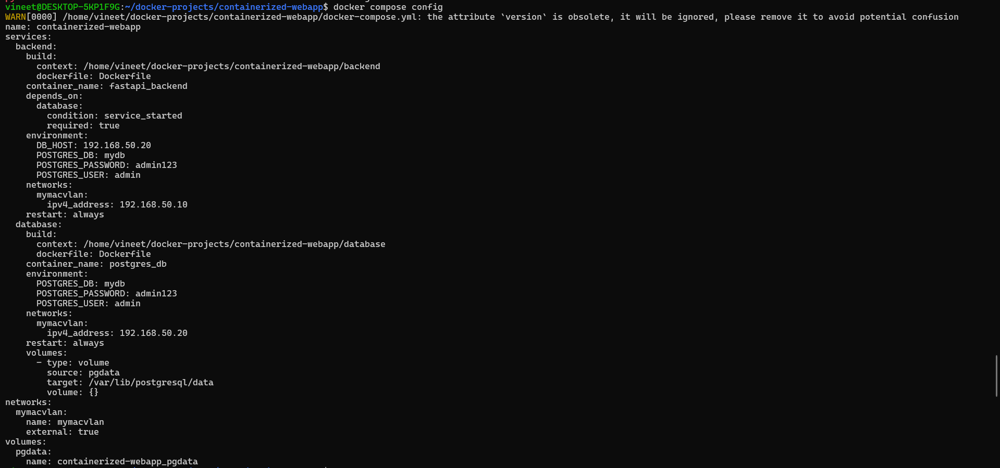 vineet@DESKTOP-5KP1F9G:~/docker-projects/containerized-webapp$ docker compose config
WARN[0000] /home/vineet/docker-projects/containerized-webapp/docker-compose.yml: the attribute `version` is obsolete, it will be ignored, please remove it to avoid potential confusion
name: containerized-webapp
services:
  backend:
    build:
      context: /home/vineet/docker-projects/containerized-webapp/backend
      dockerfile: Dockerfile
    container_name: fastapi_backend
    depends_on:
      database:
        condition: service_started
        required: true
    environment:
      DB_HOST: 192.168.50.20
      POSTGRES_DB: mydb
      POSTGRES_PASSWORD: admin123
      POSTGRES_USER: admin
    networks:
      mymacvlan:
        ipv4_address: 192.168.50.10
    restart: always
  database:
    build:
      context: /home/vineet/docker-projects/containerized-webapp/database
      dockerfile: Dockerfile
    container_name: postgres_db
    environment:
      POSTGRES_DB: mydb
      POSTGRES_PASSWORD: admin123
      POSTGRES_USER: admin
    networks:
      mymacvlan:
        ipv4_address: 192.168.50.20
    restart: always
    volumes:
      - type: volume
        source: pgdata
        target: /var/lib/postgresql/data
        volume: {}
networks:
  mymacvlan:
    name: mymacvlan
    external: true
volumes:
  pgdata:
    name: containerized-webapp_pgdata